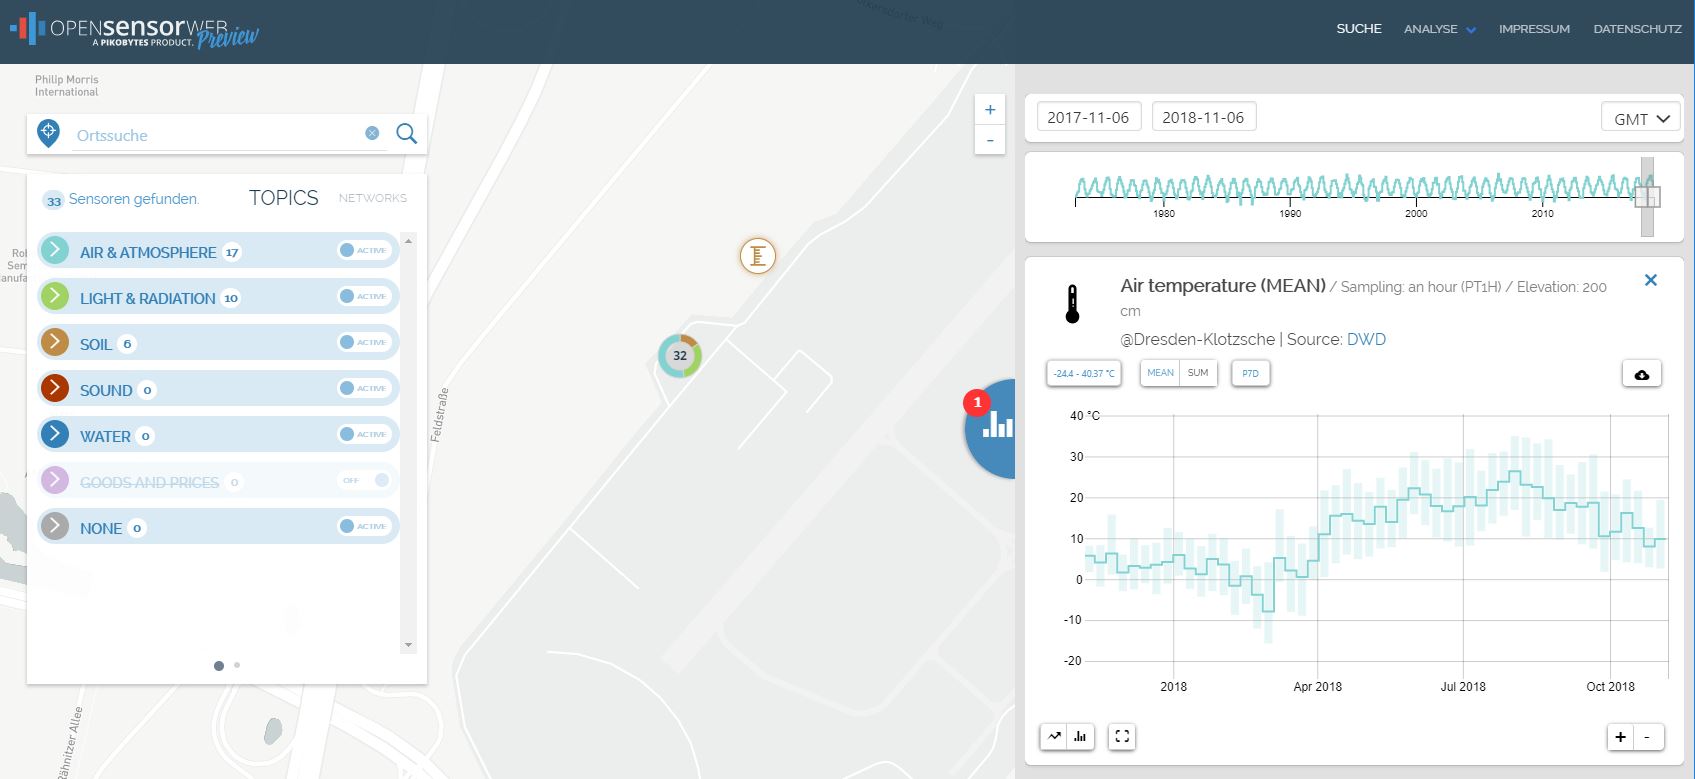 OPENsensorWEB
A PIKOBYTES PRODUCT.
Preview
SUCHE
ANALYSE
IMPRESSUM
DATENSCHUTZ
Philip Morris
International
Ortssuche
33 Sensoren gefunden.
TOPICS
NETWORKS
AIR & ATMOSPHERE 17 ACTIVE
LIGHT & RADIATION 10 ACTIVE
SOIL 6 ACTIVE
SOUND 0 ACTIVE
WATER 0 ACTIVE
GOODS AND PRICES 0 OFF
NONE 0 ACTIVE
Feldstraße
32
+
-
1
2017-11-06
2018-11-06
GMT
1980
1990
2000
2010
Air temperature (MEAN) / Sampling: an hour (PT1H) / Elevation: 200
cm
@Dresden-Klotzsche | Source: DWD
-24.4 - 40.37 °C
MEAN
SUM
P7D
40 °C
30
20
10
0
-10
-20
2018
Apr 2018
Jul 2018
Oct 2018
+
-